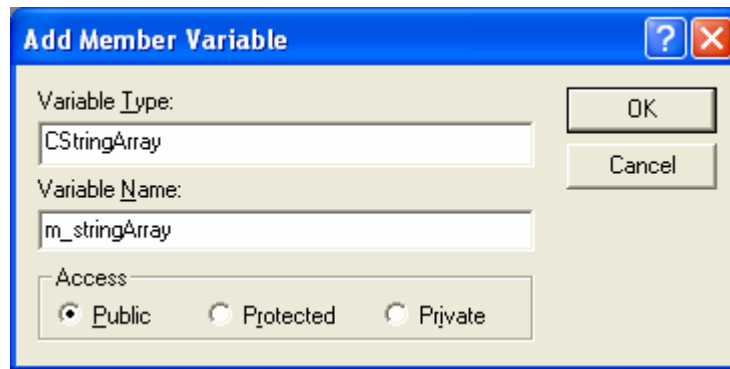 Add Member Variable
?
Variable Type:
OK
CStringArray
Cancel
Variable Name:
m_stringArray
Access
Public Protected Private